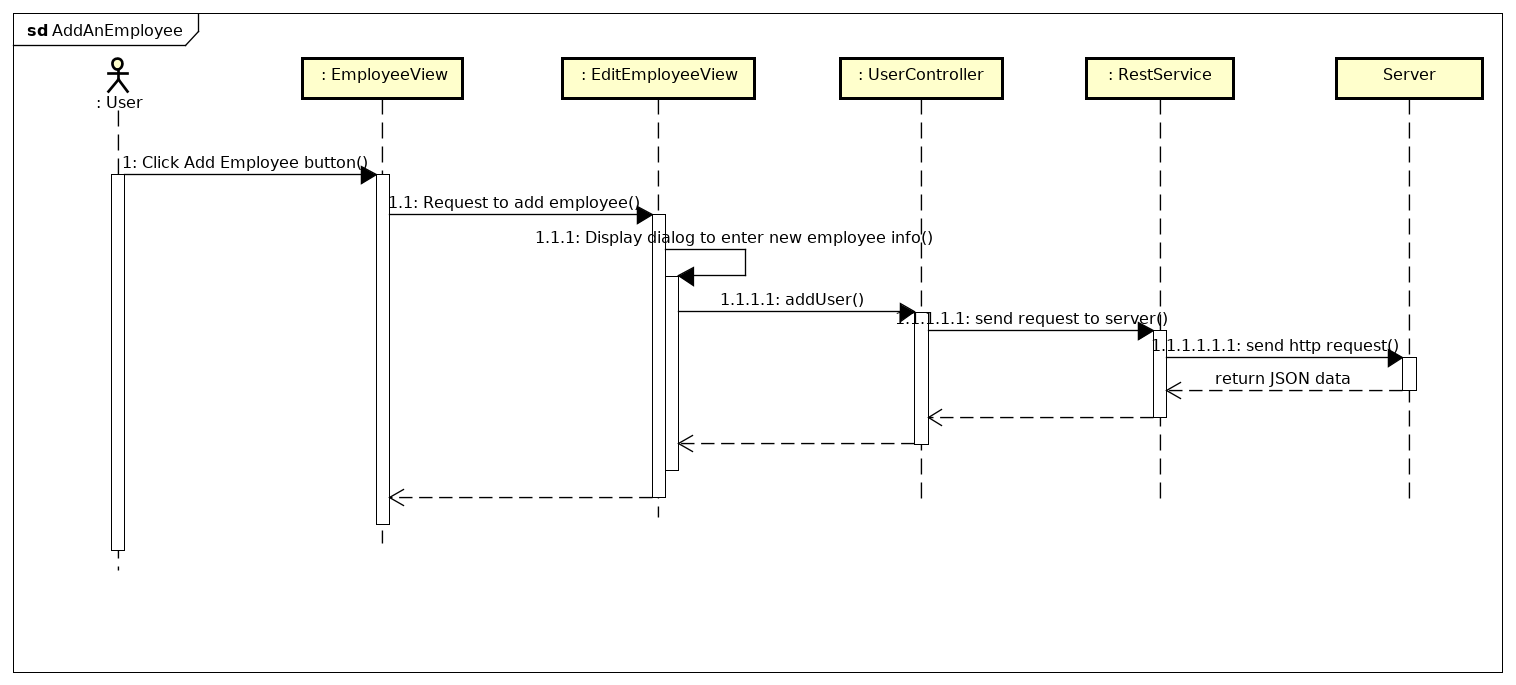 sd AddAnEmployee
: User
: EmployeeView
: EditEmployeeView
: UserController
: RestService
Server
1: Click Add Employee button()
1.1: Request to add employee()
1.1.1: Display dialog to enter new employee info()
1.1.1.1: addUser()
1.1.1.1.1: send request to server()
1.1.1.1.1.1: send http request()
return JSON data